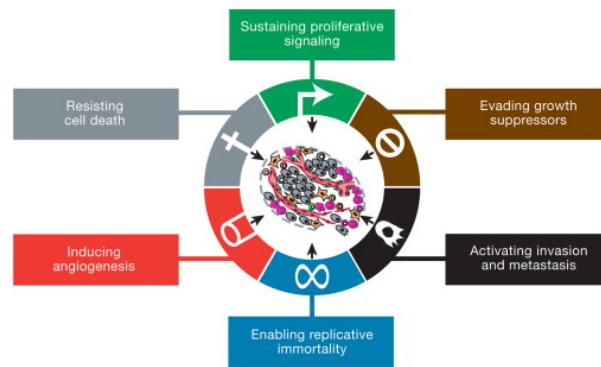 Sustaining proliferative
signaling
Resisting
cell death
Evading growth
suppressors
Inducing
angiogenesis
Activating invasion
and metastasis
Enabling replicative
immortality